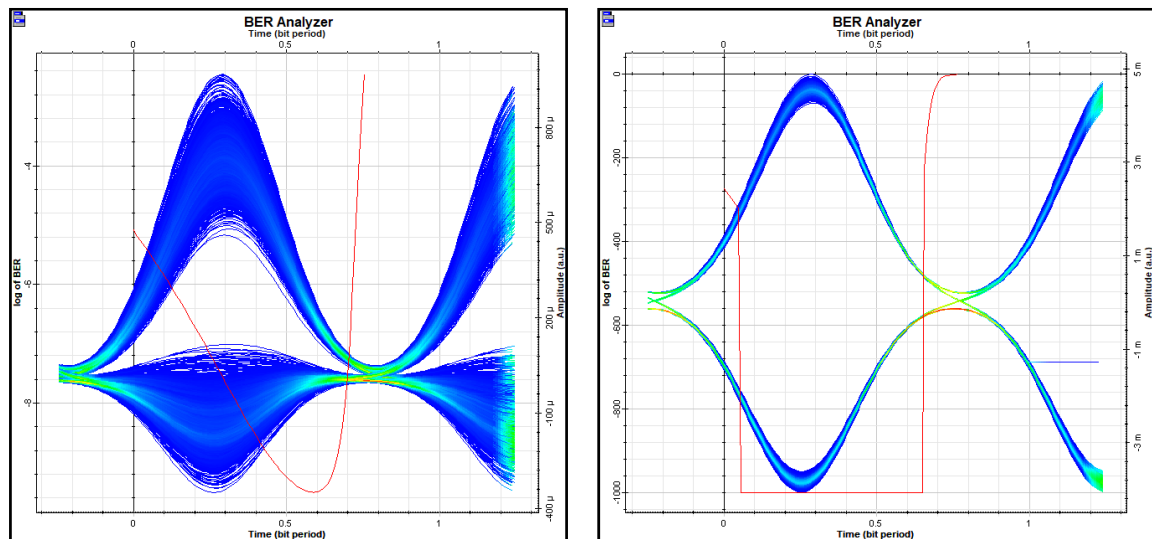 BER Analyzer
Time (bit period)
0 0.5 1
log of BER
-4
-6
-8
Amplitude (a.u.)
800 µ
500 µ
200 µ
-100 µ
-400 µ
0 0.5 1
Time (bit period)
BER Analyzer
Time (bit period)
0 0.5 1
log of BER
0
-200
-400
-600
-800
-1000
Amplitude (a.u.)
5 m
3 m
1 m
-1 m
-3 m
0 0.5 1
Time (bit period)